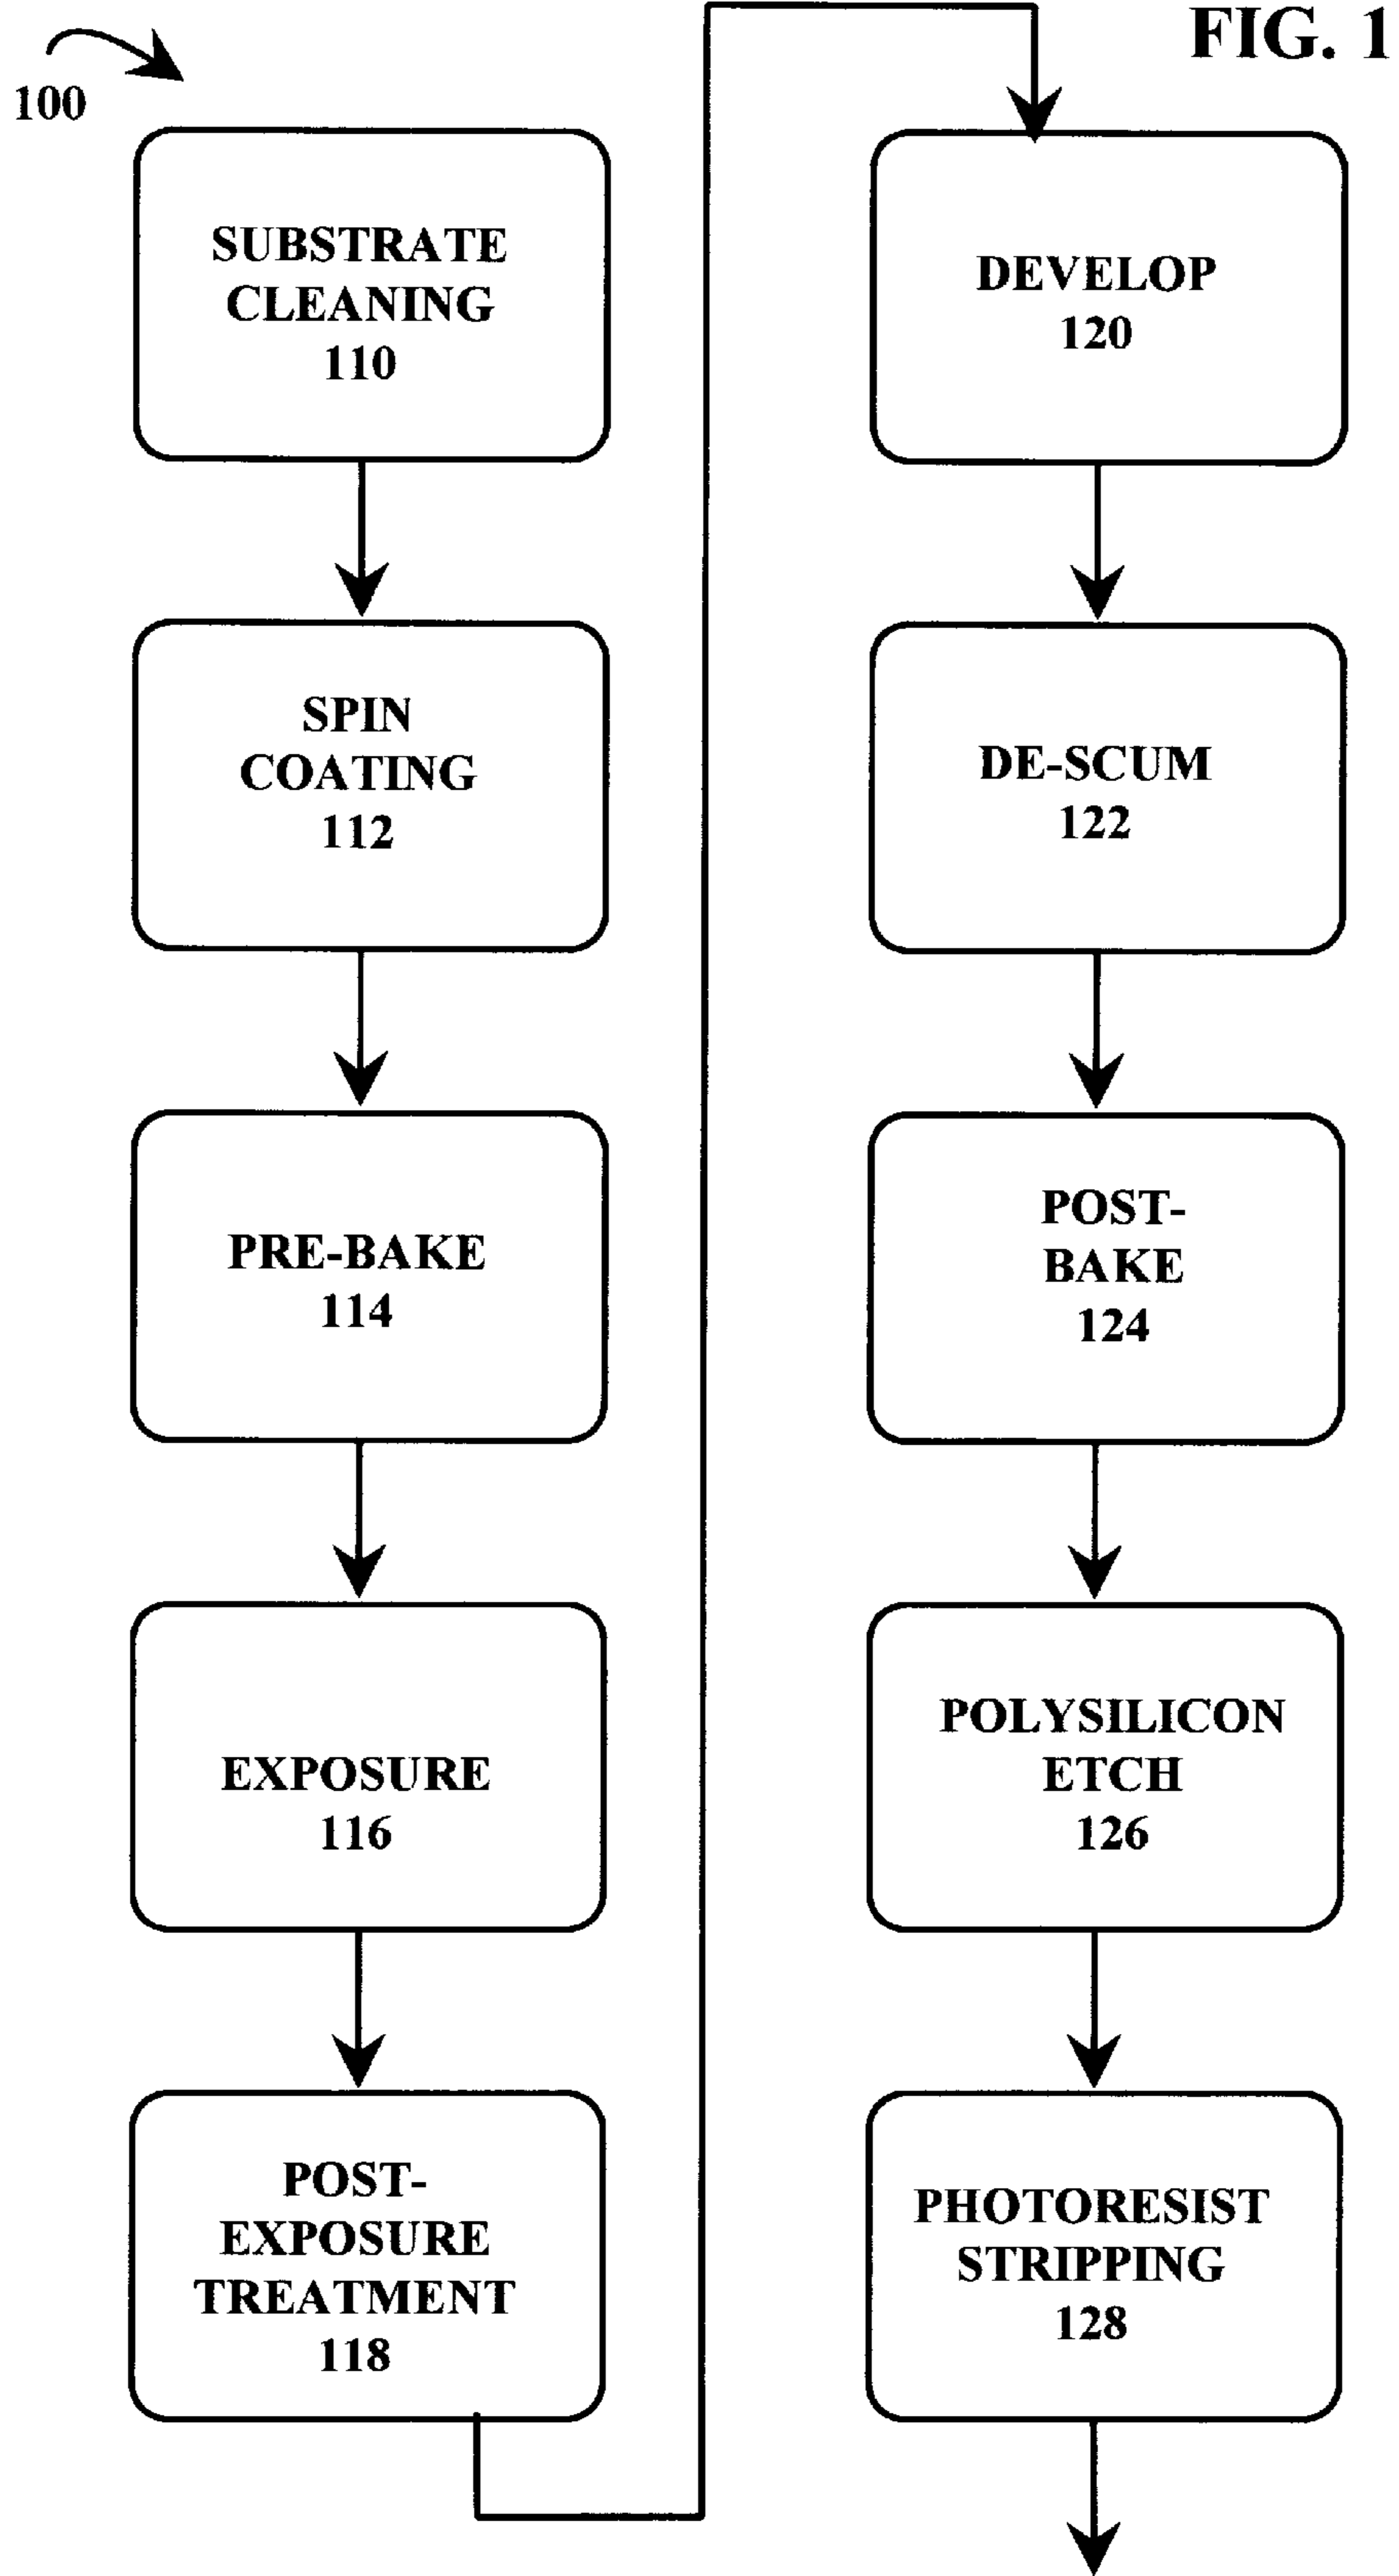 FIG. 1
100
SUBSTRATE
CLEANING
110
SPIN
COATING
112
PRE-BAKE
114
EXPOSURE
116
POST-
EXPOSURE
TREATMENT
118
DEVELOP
120
DE-SCUM
122
POST-
BAKE
124
POLYSILICON
ETCH
126
PHOTORESIST
STRIPPING
128